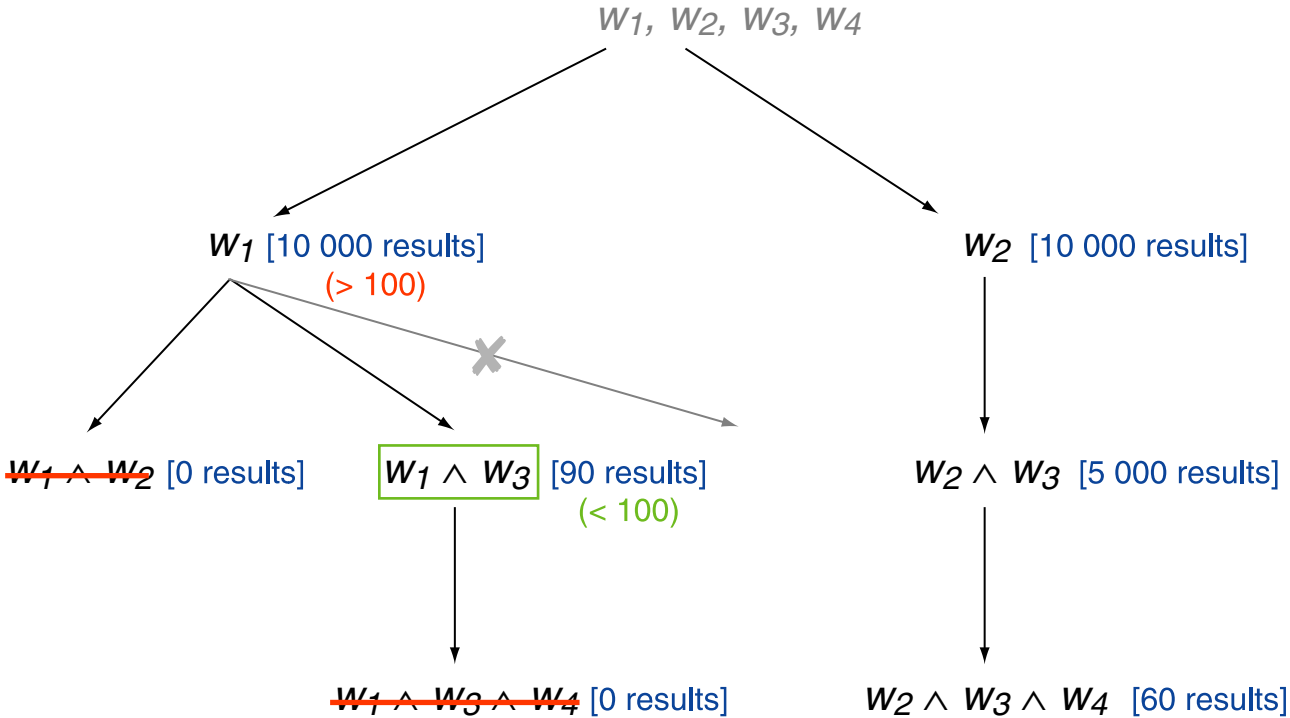 w1, w2, w3, w4
w1 [10 000 results]
(> 100)
w2 [10 000 results]
w1 ∧ w2 [0 results]
w1 ∧ w3 [90 results]
(< 100)
w2 ∧ w3 [5 000 results]
w1 ∧ w3 ∧ w4 [0 results]
w2 ∧ w3 ∧ w4 [60 results]